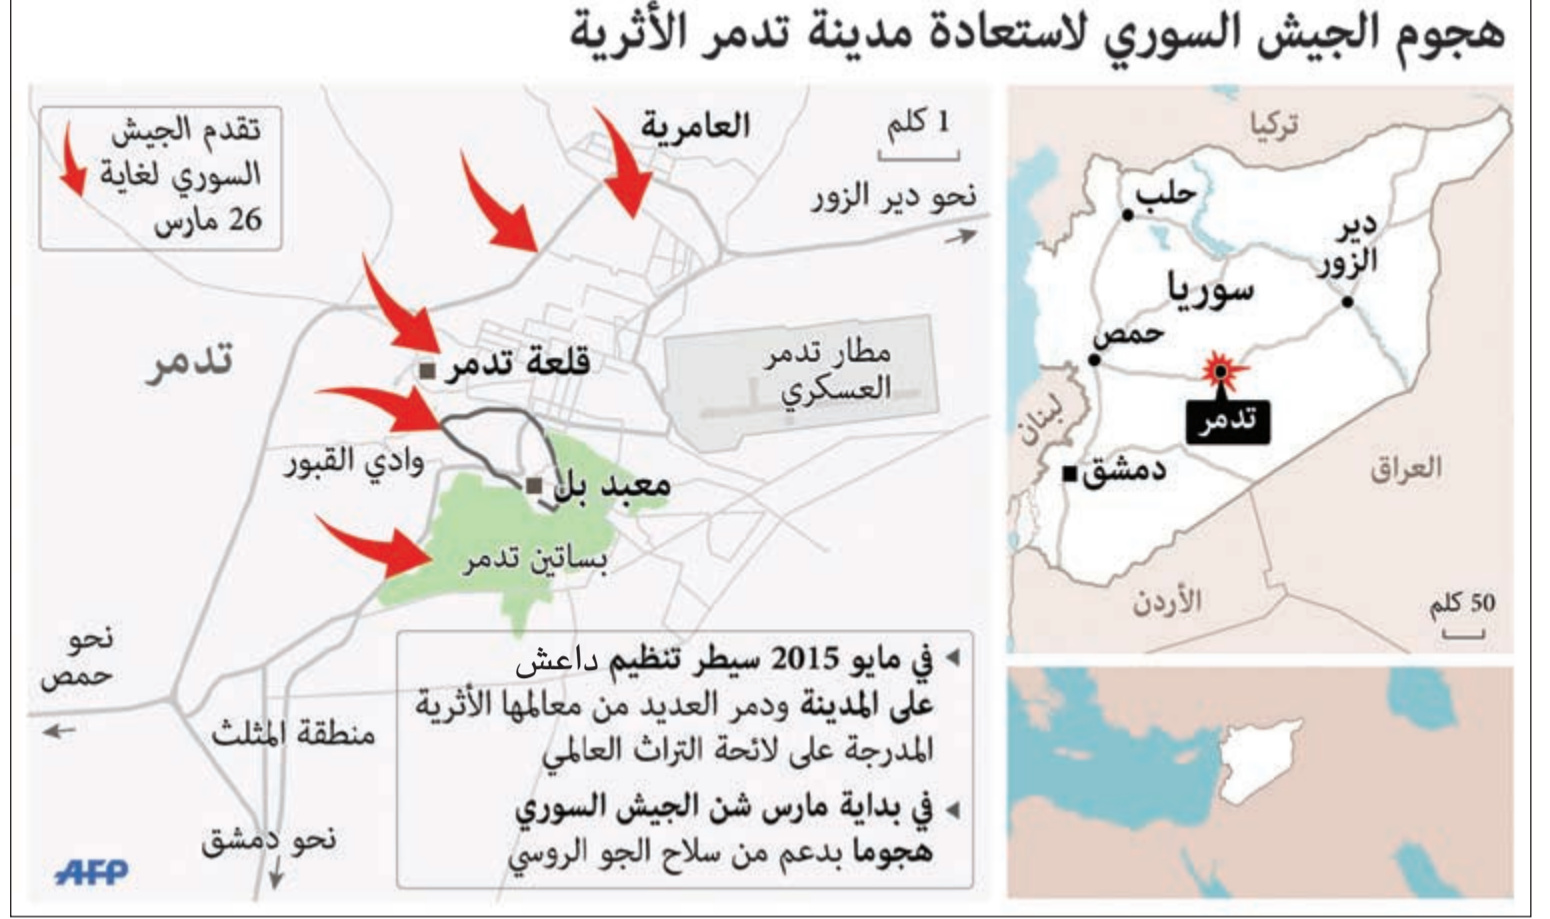 هجوم الجيش السوري لاستعادة مدينة تدمر الأثرية
تركيا
حلب
دير
الزور
سوريا
حمص
تدمر
لبنان
دمشق
العراق
الأردن
50 كلم
تقدم الجيش
السوري لغاية
26 مارس
العامرية
1 كلم
نحو دير الزور
تدمر
قلعة تدمر
مطار تدمر
العسكري
وادي القبور
معبد بل
بساتين تدمر
نحو
حمص
منطقة المثلث
نحو دمشق
في مايو 2015 سيطر تنظيم داعش
على المدينة ودمر العديد من معالمها الأثرية
المدرجة على لائحة التراث العالمي
في بداية مارس شن الجيش السوري
هجوما بدعم من سلاح الجو الروسي
AFP